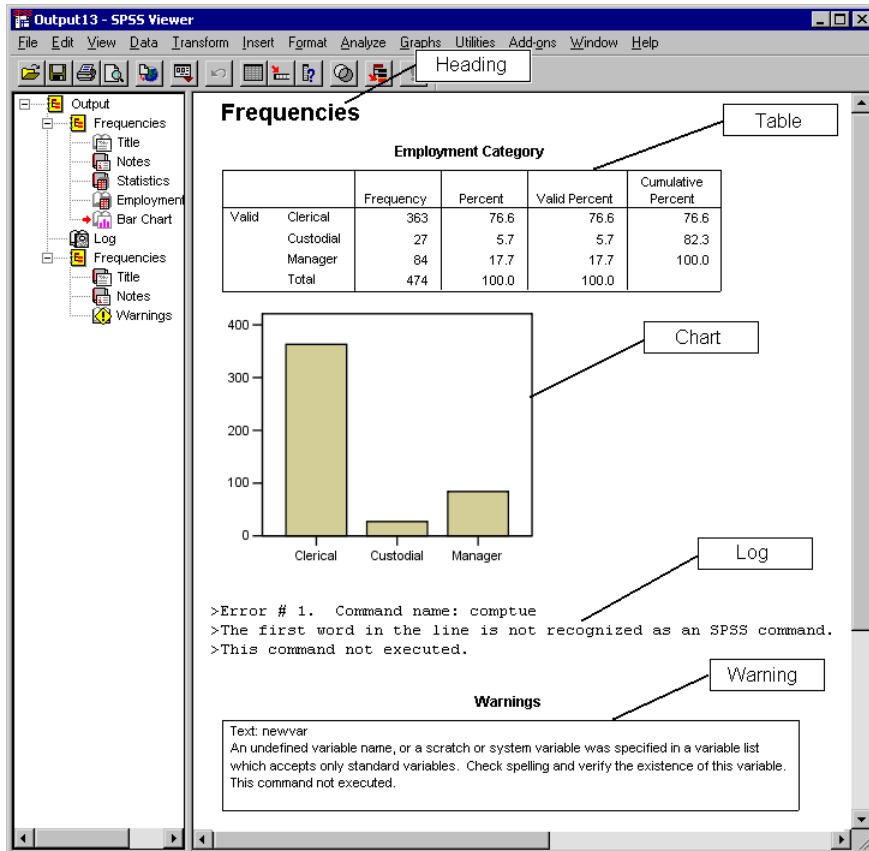 Output13 - SPSS Viewer
File Edit View Data Transform Insert Format Analyze Graphs Utilities Add-ons Window Help
Heading
Output
Frequencies
Title
Notes
Statistics
Employment
Bar Chart
Log
Frequencies
Title
Notes
Warnings
Frequencies
Table
Employment Category
Frequency Percent Valid Percent Cumulative Percent
Valid Clerical 363 76.6 76.6 76.6
Custodial 27 5.7 5.7 82.3
Manager 84 17.7 17.7 100.0
Total 474 100.0 100.0
Chart
400
300
200
100
0
Clerical Custodial Manager
Log
>Error # 1. Command name: comptue
>The first word in the line is not recognized as an SPSS command.
>This command not executed.
Warning
Warnings
Text: newvar
An undefined variable name, or a scratch or system variable was specified in a variable list
which accepts only standard variables. Check spelling and verify the existence of this variable.
This command not executed.